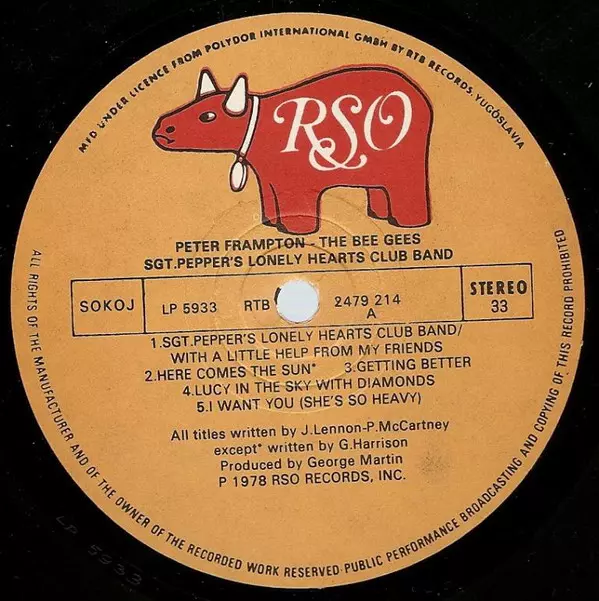 MFD UNDER LICENCE FROM POLYDOR INTERNATIONAL GMBH BY RTB RECORDS, YUGOSLAVIA
RSO
PETER FRAMPTON - THE BEE GEES
SGT.PEPPER'S LONELY HEARTS CLUB BAND
SOKOJ
LP 5933 RTB 2479 214
A
STEREO
33
1.SGT.PEPPER'S LONELY HEARTS CLUB BAND/
WITH A LITTLE HELP FROM MY FRIENDS
2.HERE COMES THE SUN* 3.GETTING BETTER
4.LUCY IN THE SKY WITH DIAMONDS
5.I WANT YOU (SHE'S SO HEAVY)
All titles written by J.Lennon-P.McCartney
except* written by G.Harrison
Produced by George Martin
P 1978 RSO RECORDS, INC.
ALL RIGHTS OF THE MANUFACTURER AND OF THE OWNER OF THE RECORDED WORK RESERVED·PUBLIC PERFORMANCE BROADCASTING AND COPYING OF THIS RECORD PROHIBITED
LP 5933